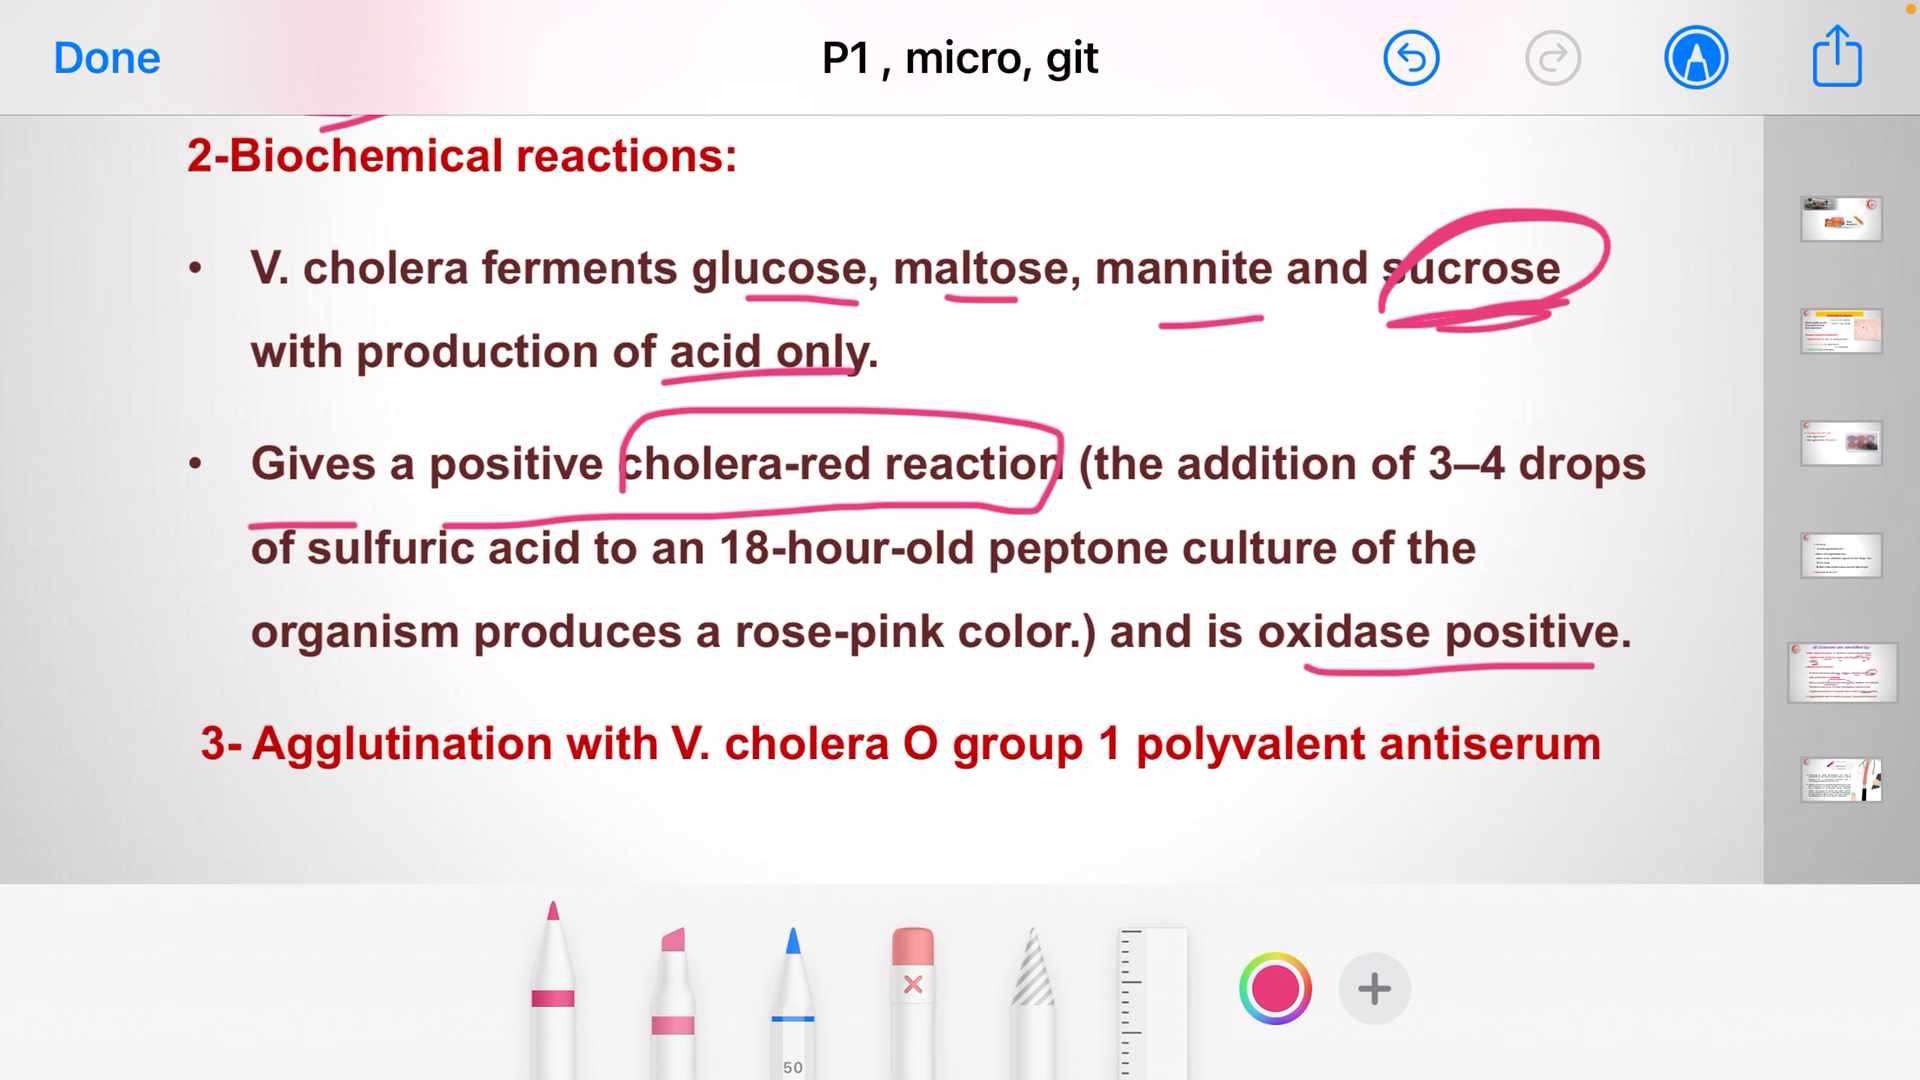 Done
P1 , micro, git
2-Biochemical reactions:
• V. cholera ferments glucose, maltose, mannite and sucrose
with production of acid only.
• Gives a positive cholera-red reaction (the addition of 3–4 drops
of sulfuric acid to an 18-hour-old peptone culture of the
organism produces a rose-pink color.) and is oxidase positive.
3- Agglutination with V. cholera O group 1 polyvalent antiserum
50